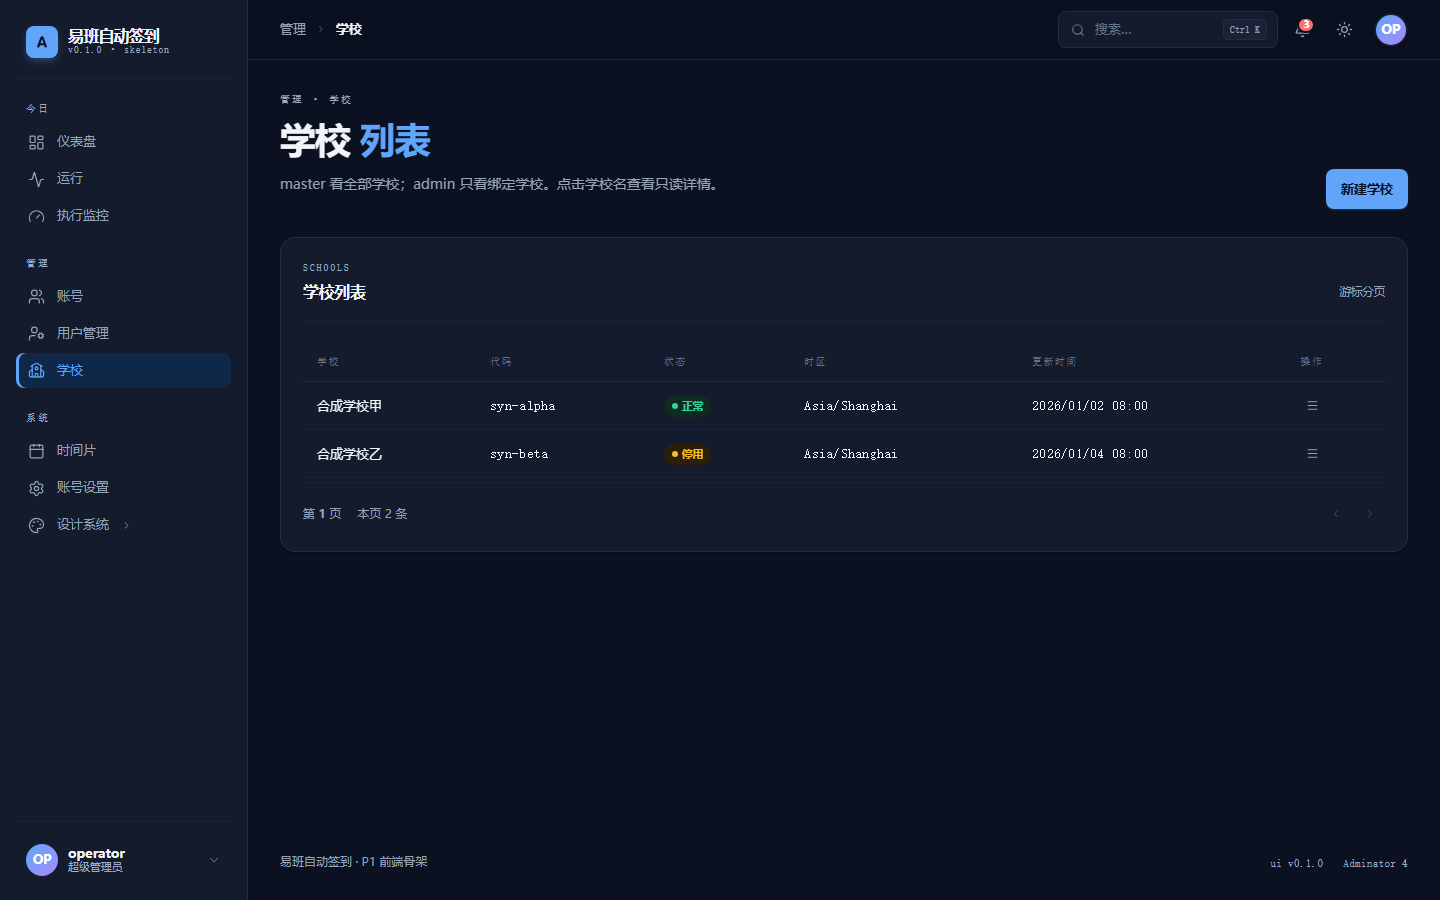 A
易班自动签到
v0.1.0 • skeleton
今日
仪表盘
运行
执行监控
管理
账号
用户管理
学校
系统
时间片
账号设置
设计系统
OP
operator
超级管理员
管理 › 学校
搜索...
Ctrl K
3
OP
管理 • 学校
学校 列表
master 看全部学校；admin 只看绑定学校。点击学校名查看只读详情。
新建学校
SCHOOLS
学校列表
游标分页
学校 代码 状态 时区 更新时间 操作
合成学校甲 syn-alpha 正常 Asia/Shanghai 2026/01/02 08:00
合成学校乙 syn-beta 停用 Asia/Shanghai 2026/01/04 08:00
第 1 页 本页 2 条
易班自动签到 · P1 前端骨架
ui v0.1.0 Adminator 4